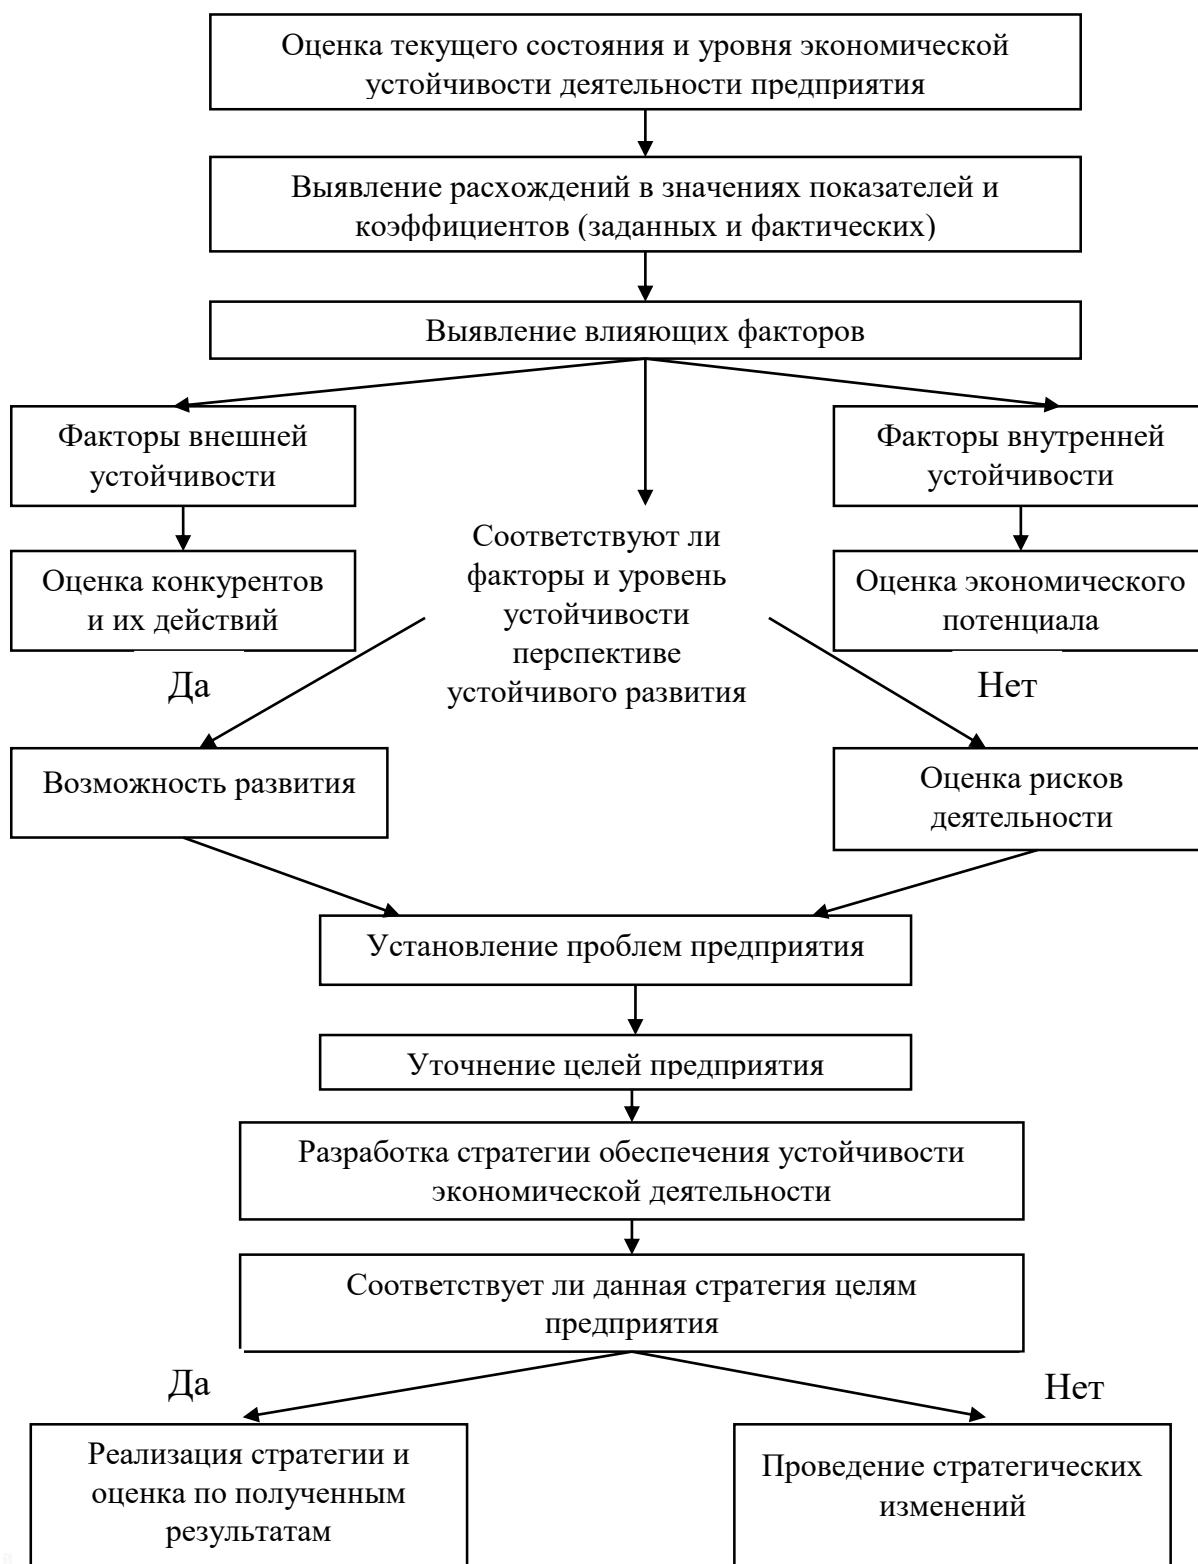 Оценка текущего состояния и уровня экономической
устойчивости деятельности предприятия
Выявление расхождений в значениях показателей и
коэффициентов (заданных и фактических)
Выявление влияющих факторов
Факторы внешней
устойчивости
Факторы внутренней
устойчивости
Соответствуют ли
факторы и уровень
устойчивости
перспективе
устойчивого развития
Оценка конкурентов
и их действий
Оценка экономического
потенциала
Да
Нет
Возможность развития
Оценка рисков
деятельности
Установление проблем предприятия
Уточнение целей предприятия
Разработка стратегии обеспечения устойчивости
экономической деятельности
Соответствует ли данная стратегия целям
предприятия
Да
Нет
Реализация стратегии и
оценка по полученным
результатам
Проведение стратегических
изменений